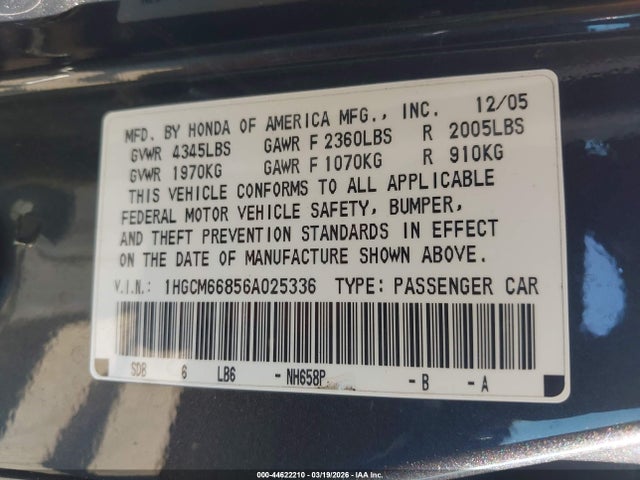 MFD. BY HONDA OF AMERICA MFG., INC. 12/05
GVWR 4345LBS GAWR F 2360LBS R 2005LBS
GVWR 1970KG GAWR F 1070KG R 910KG
THIS VEHICLE CONFORMS TO ALL APPLICABLE
FEDERAL MOTOR VEHICLE SAFETY, BUMPER,
AND THEFT PREVENTION STANDARDS IN EFFECT
ON THE DATE OF MANUFACTURE SHOWN ABOVE.
V.I.N.: 1HGCM66856A025336 TYPE: PASSENGER CAR
SDB 6 LB6 - NH658P - B - A
000-44622210 - 03/19/2026 - IAA Inc.